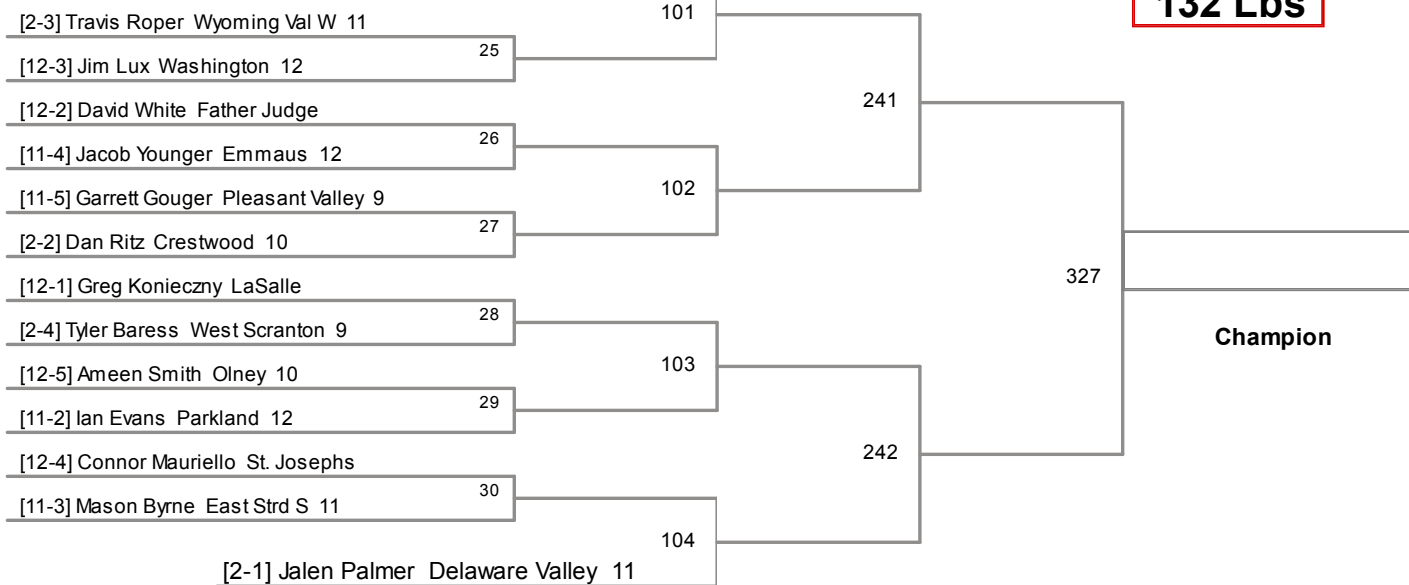 132 Lbs
101
[2-3] Travis Roper Wyoming Val W 11
25
[12-3] Jim Lux Washington 12
[12-2] David White Father Judge
241
26
[11-4] Jacob Younger Emmaus 12
102
[11-5] Garrett Gouger Pleasant Valley 9
27
[2-2] Dan Ritz Crestwood 10
[12-1] Greg Konieczny LaSalle
327
28
[2-4] Tyler Baress West Scranton 9
Champion
103
[12-5] Ameen Smith Olney 10
29
[11-2] Ian Evans Parkland 12
242
[12-4] Connor Mauriello St. Josephs
30
[11-3] Mason Byrne East Strd S 11
104
[2-1] Jalen Palmer Delaware Valley 11